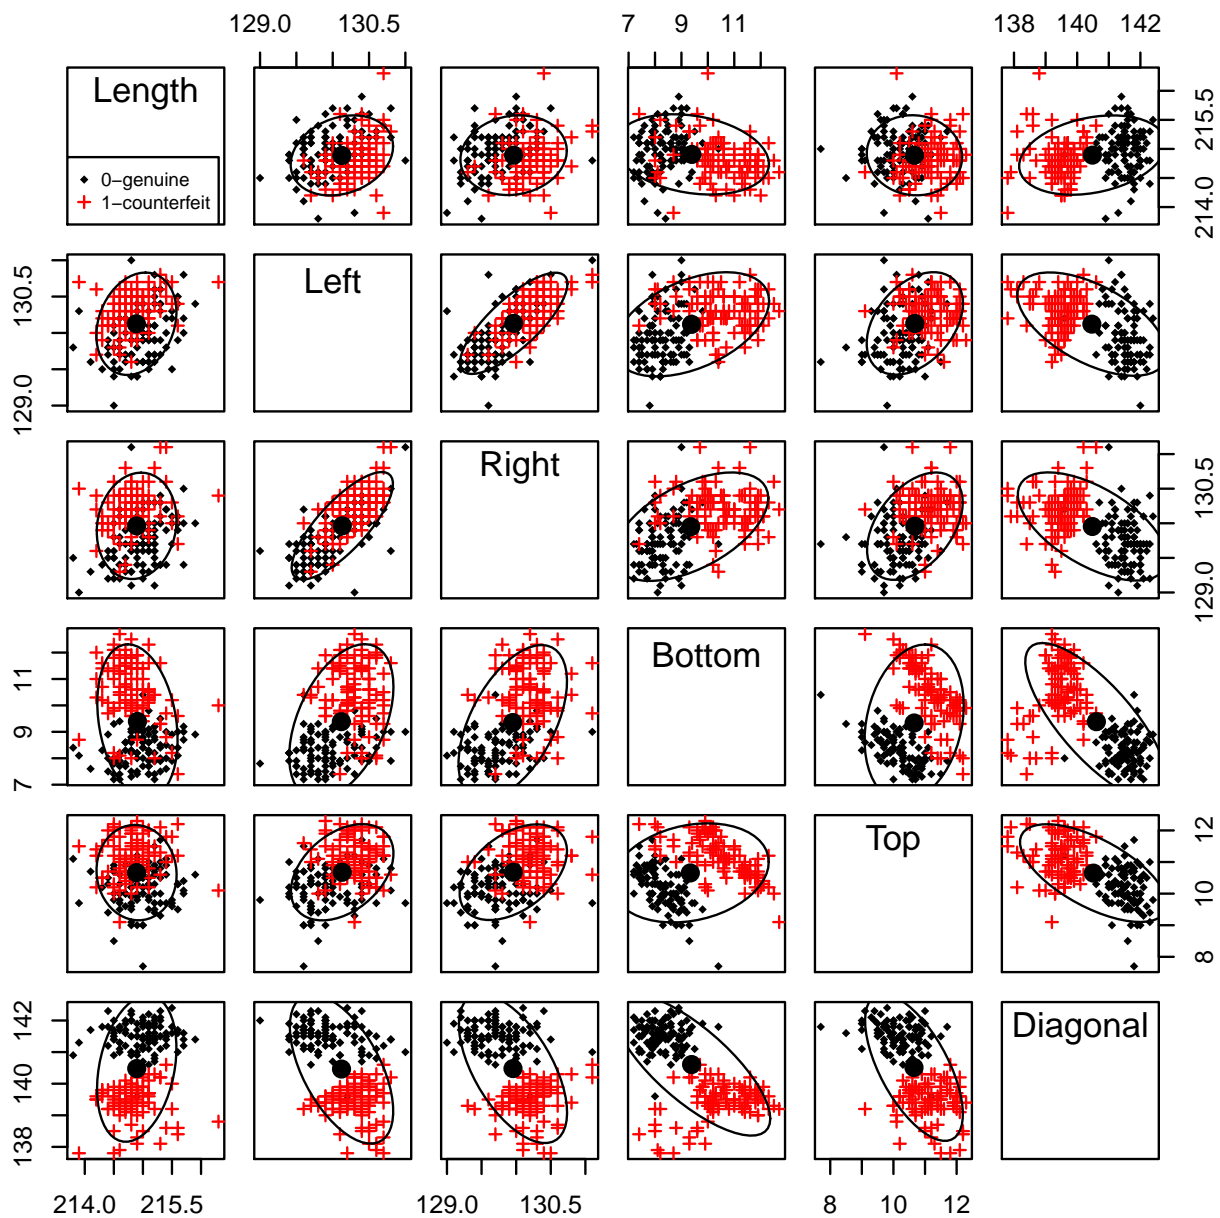 129.0 130.5 7 9 11 138 140 142
Length
0−genuine
1−counterfeit
214.0 215.5
Left
129.0 130.5
Right
129.0 130.5
Bottom
7 9 11
Top
8 10 12
Diagonal
138 140 142
214.0 215.5 129.0 130.5 8 10 12